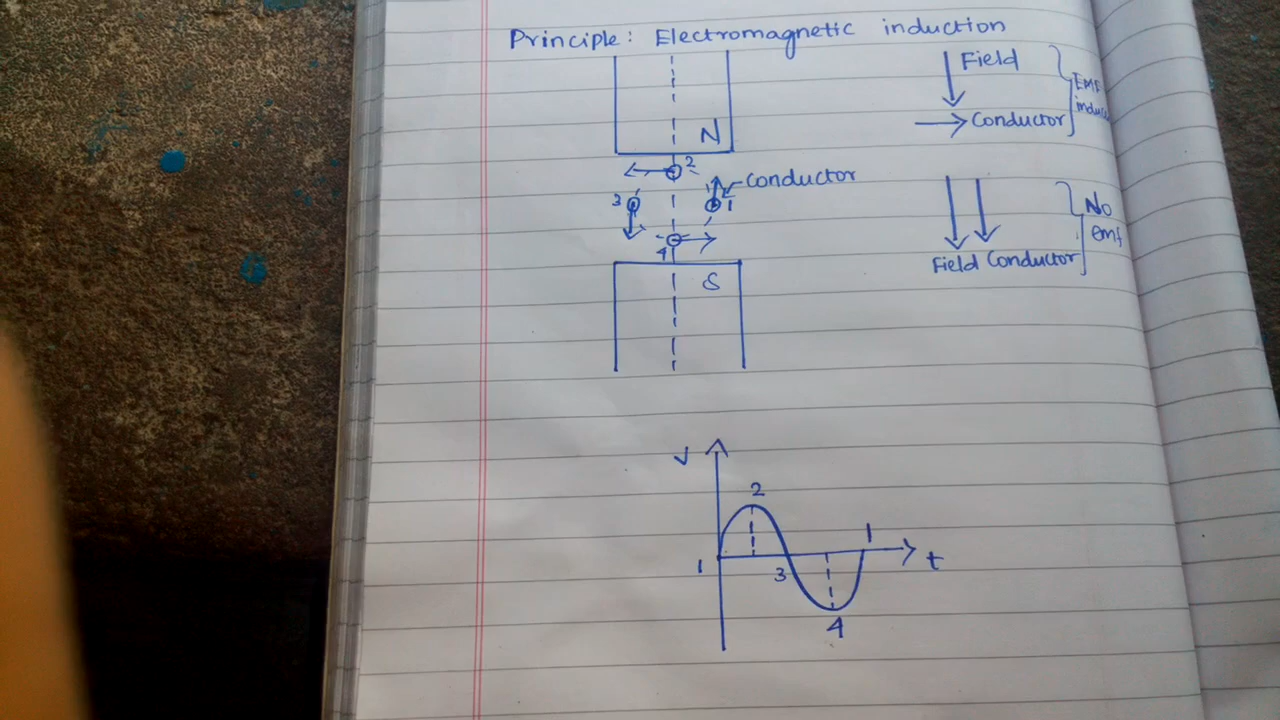 Principle: Electromagnetic induction
N
2
Conductor
3
1
4
S
Field
Conductor
EMF
No
emf
Field Conductor
V
2
1
3
1
t
4